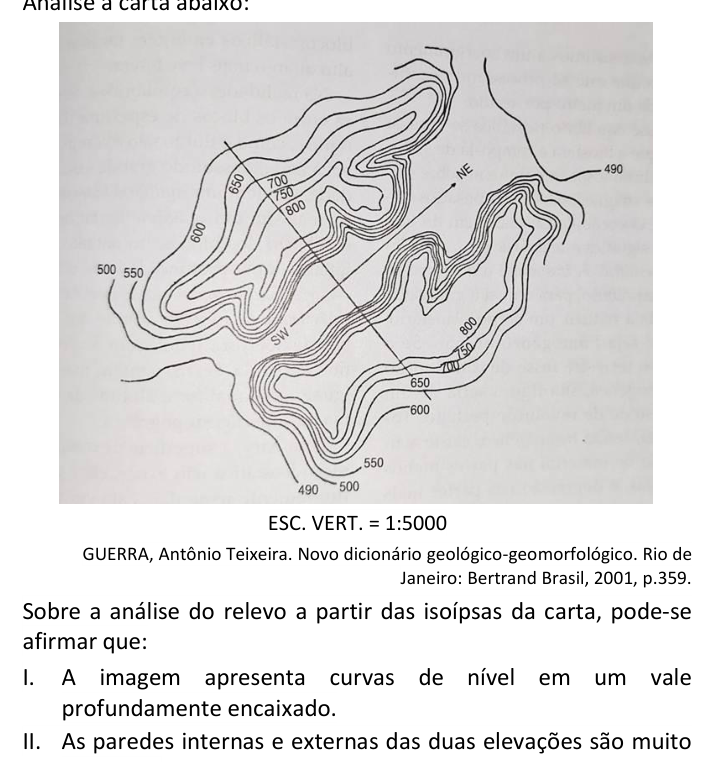 Analise a carta abaixo:
490
NE
650
700
750
800
600
500 550
SW
800
750
700
650
600
550
500
490
ESC. VERT. = 1:5000
GUERRA, Antônio Teixeira. Novo dicionário geológico-geomorfológico. Rio de
Janeiro: Bertrand Brasil, 2001, p.359.
Sobre a análise do relevo a partir das isoípsas da carta, pode-se
afirmar que:
I. A imagem apresenta curvas de nível em um vale
profundamente encaixado.
II. As paredes internas e externas das duas elevações são muito